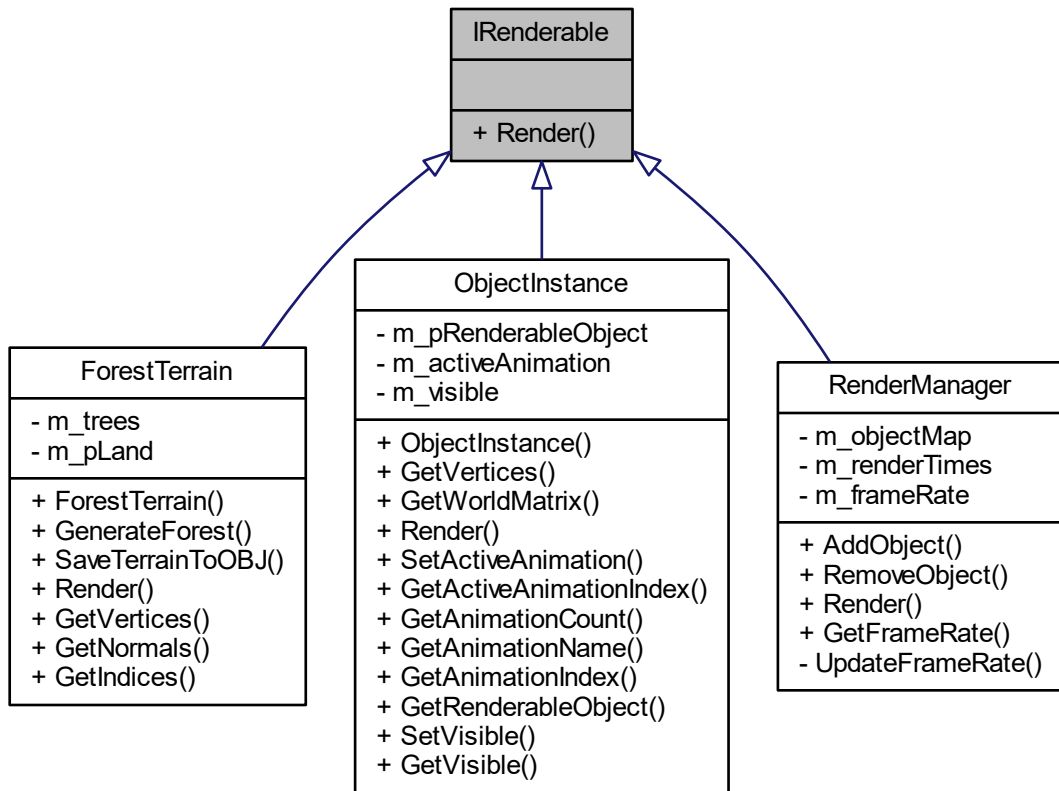 IRenderable
+ Render()
ForestTerrain
- m_trees
- m_pLand
+ ForestTerrain()
+ GenerateForest()
+ SaveTerrainToOBJ()
+ Render()
+ GetVertices()
+ GetNormals()
+ GetIndices()
ObjectInstance
- m_pRenderableObject
- m_activeAnimation
- m_visible
+ ObjectInstance()
+ GetVertices()
+ GetWorldMatrix()
+ Render()
+ SetActiveAnimation()
+ GetActiveAnimationIndex()
+ GetAnimationCount()
+ GetAnimationName()
+ GetAnimationIndex()
+ GetRenderableObject()
+ SetVisible()
+ GetVisible()
RenderManager
- m_objectMap
- m_renderTimes
- m_frameRate
+ AddObject()
+ RemoveObject()
+ Render()
+ GetFrameRate()
- UpdateFrameRate()